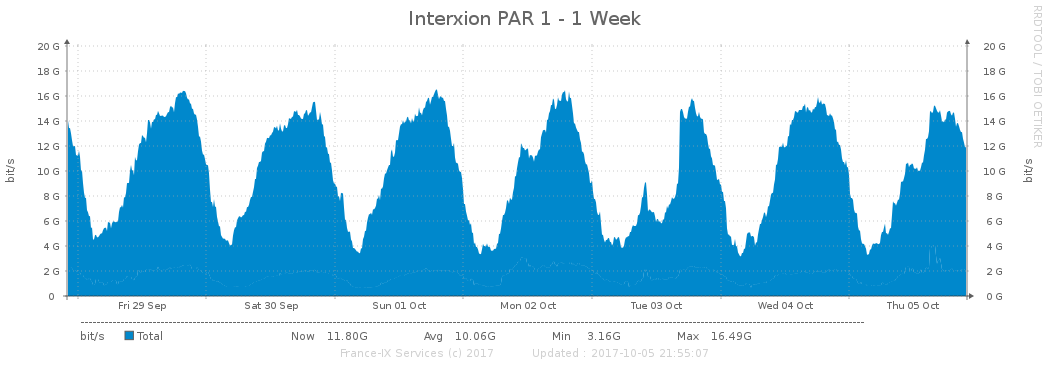 Interxion PAR 1 - 1 Week
RRDTOOL / TOBI OETIKER
20 G 20 G
18 G 18 G
16 G 16 G
14 G 14 G
12 G 12 G
10 G 10 G
8 G 8 G
6 G 6 G
4 G 4 G
2 G 2 G
0 0 G
bit/s bit/s
Fri 29 Sep Sat 30 Sep Sun 01 Oct Mon 02 Oct Tue 03 Oct Wed 04 Oct Thu 05 Oct
bit/s Total Now 11.80G Avg 10.06G Min 3.16G Max 16.49G
France-IX Services (c) 2017 Updated : 2017-10-05 21:55:07